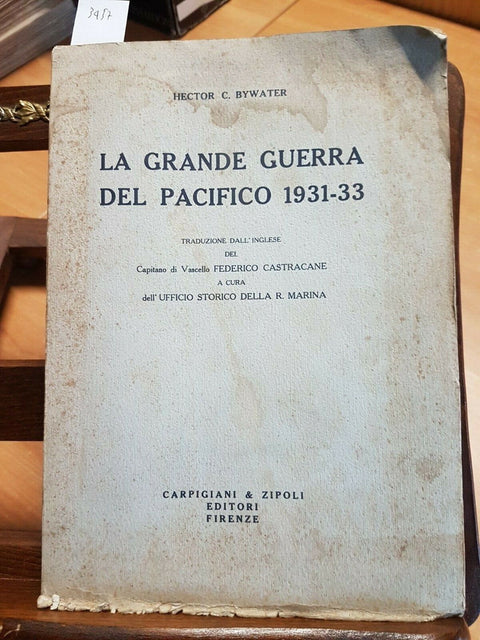 3457
HECTOR C. BYWATER
LA GRANDE GUERRA
DEL PACIFICO 1931-33
TRADUZIONE DALL'INGLESE
DEL
Capitano di Vascello FEDERICO CASTRACANE
A CURA
dell'UFFICIO STORICO DELLA R. MARINA
CARPIGIANI & ZIPOLI
EDITORI
FIRENZE